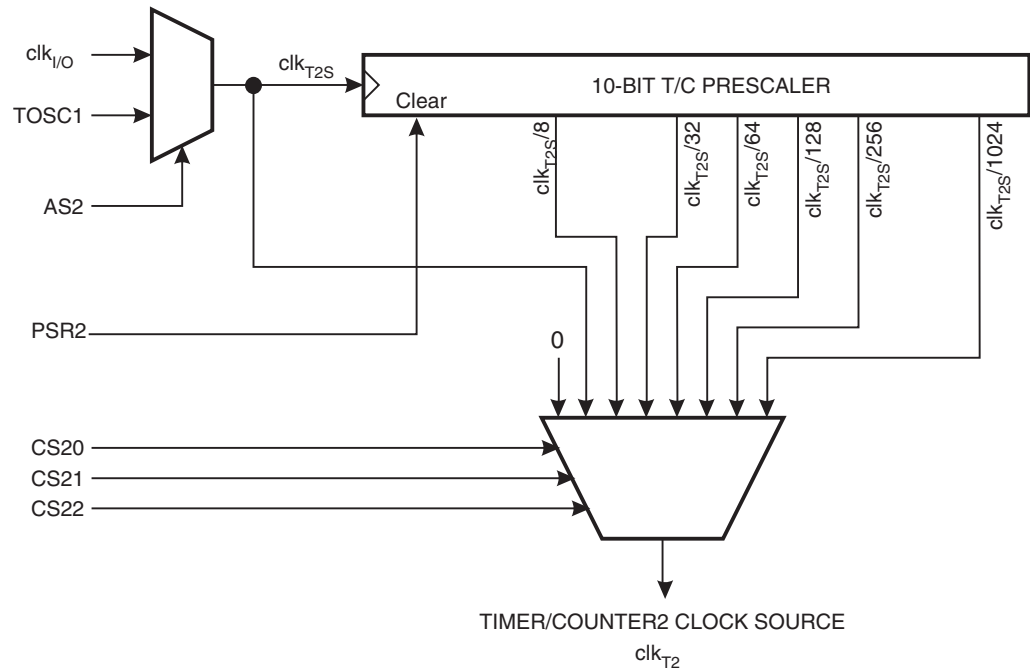 clkI/O
clkT2S
10-BIT T/C PRESCALER
TOSC1
Clear
clkT2S/8
clkT2S/32
clkT2S/64
clkT2S/128
clkT2S/256
clkT2S/1024
AS2
PSR2
0
CS20
CS21
CS22
TIMER/COUNTER2 CLOCK SOURCE
clkT2